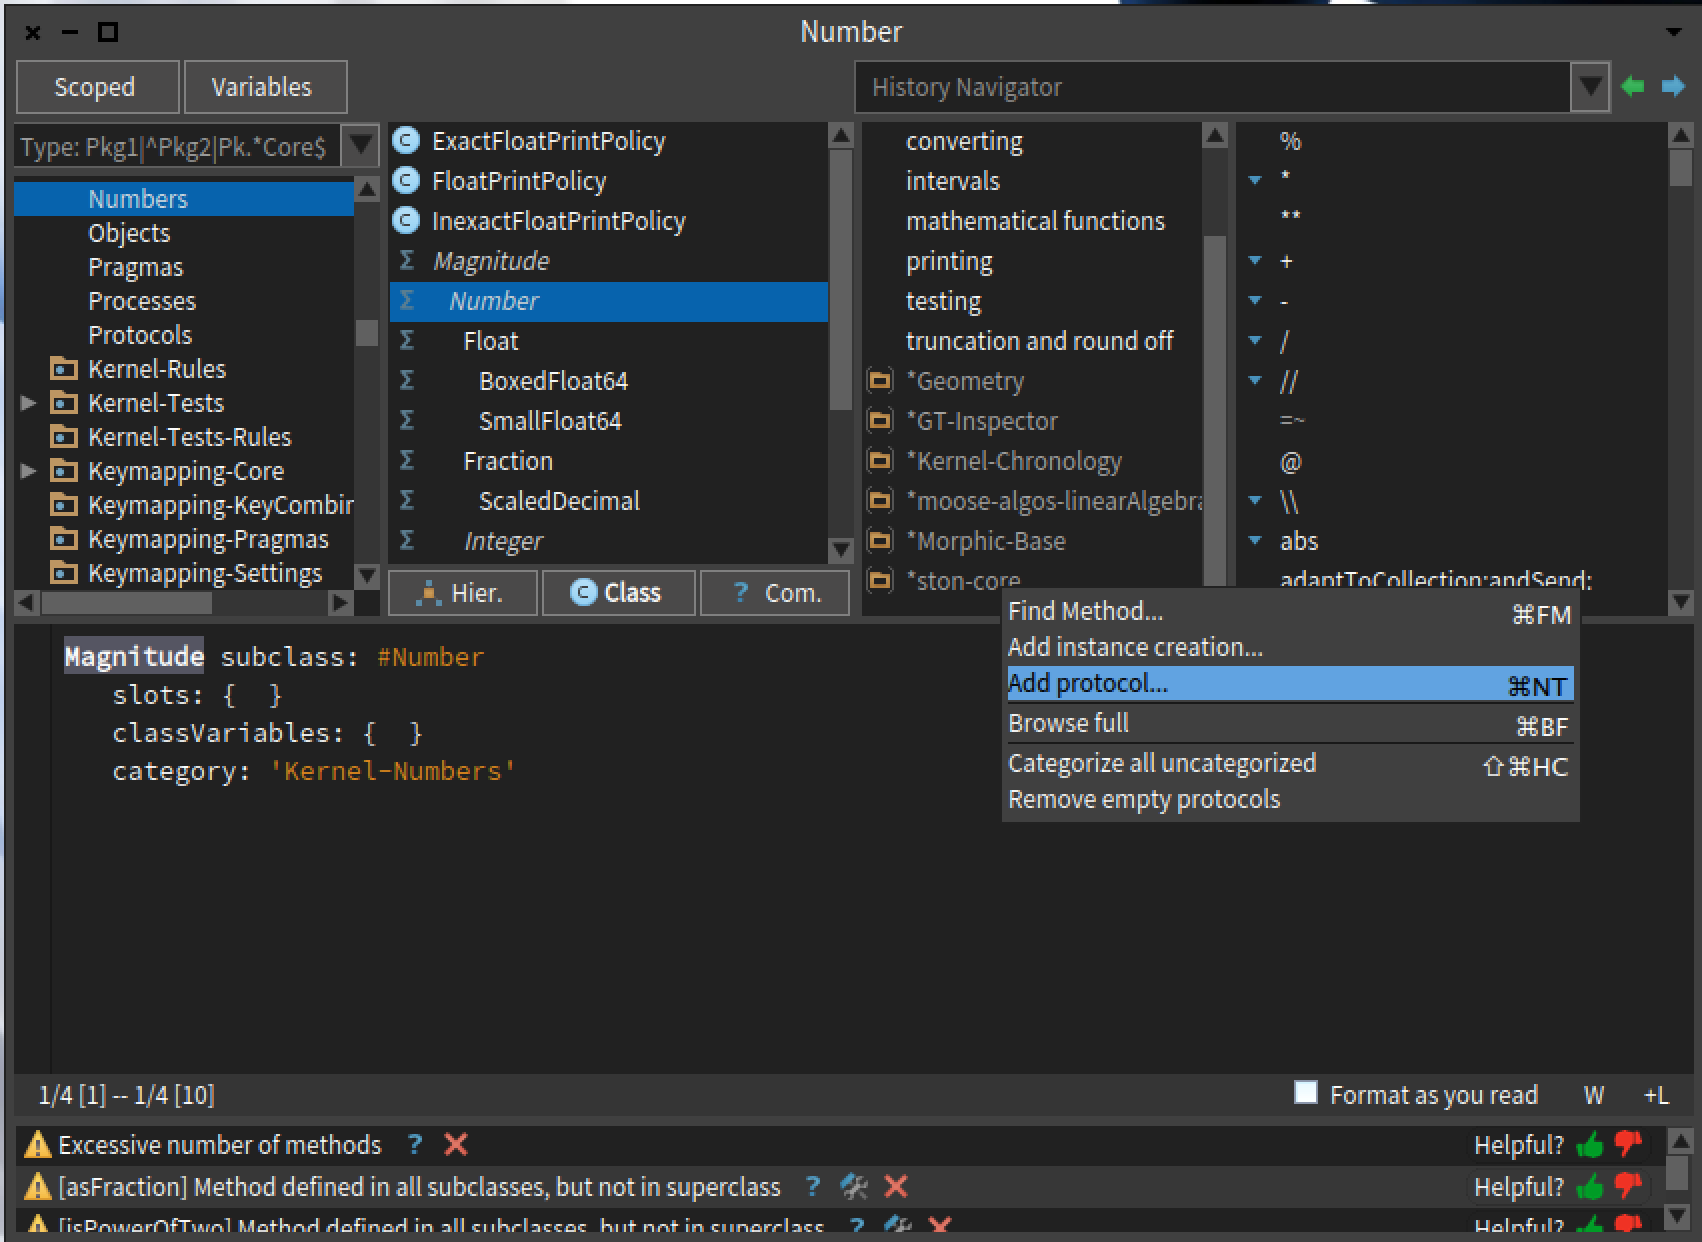 Number
Scoped
Variables
History Navigator
Type: Pkg1|^Pkg2|Pk.*Core$
Numbers
Objects
Pragmas
Processes
Protocols
Kernel-Rules
Kernel-Tests
Kernel-Tests-Rules
Keymapping-Core
Keymapping-KeyCombin
Keymapping-Pragmas
Keymapping-Settings
ExactFloatPrintPolicy
FloatPrintPolicy
InexactFloatPrintPolicy
Magnitude
Number
Float
BoxedFloat64
SmallFloat64
Fraction
ScaledDecimal
Integer
Hier.
Class
? Com.
converting
intervals
mathematical functions
printing
testing
truncation and round off
*Geometry
*GT-Inspector
*Kernel-Chronology
*moose-algos-linearAlgebra
*Morphic-Base
*ston-core
%
*
**
+
-
/
//
=~
@
\\
abs
adaptToCollection:andSend:
Find Method... ⌘FM
Add instance creation...
Add protocol... ⌘NT
Browse full ⌘BF
Categorize all uncategorized ⇧⌘HC
Remove empty protocols
Magnitude subclass: #Number
slots: {  }
classVariables: {  }
category: 'Kernel-Numbers'
1/4 [1] -- 1/4 [10]
Format as you read W +L
Excessive number of methods ? Helpful?
[asFraction] Method defined in all subclasses, but not in superclass ? Helpful?
[isPowerOfTwo] Method defined in all subclasses, but not in superclass ? Helpful?